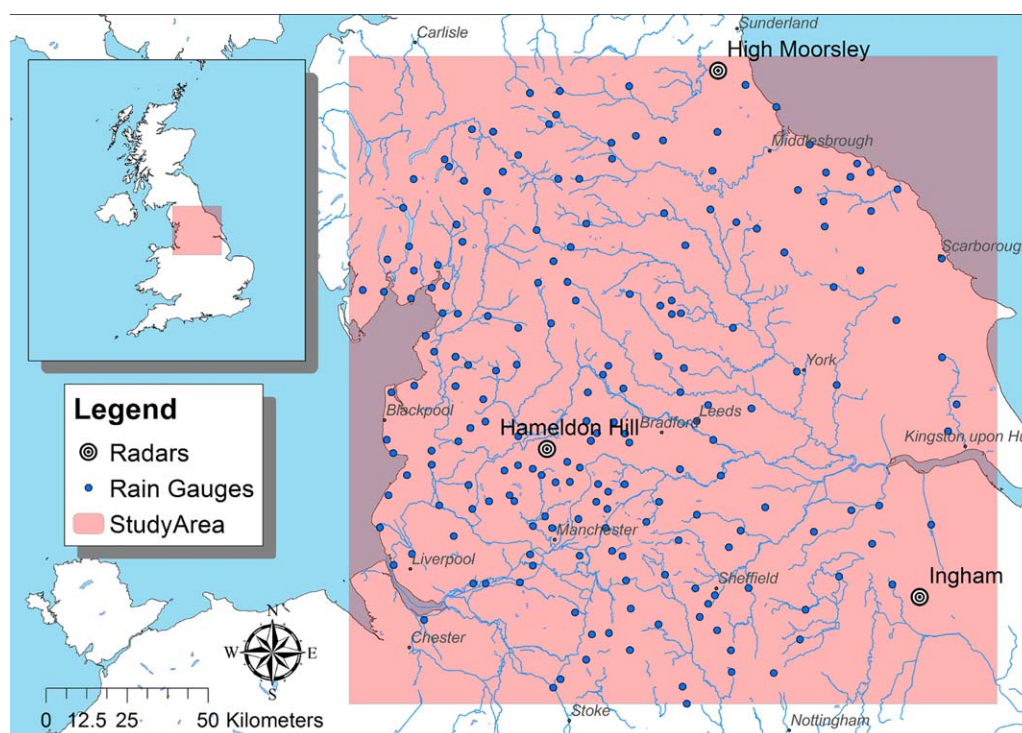 Sunderland
Carlisle
High Moorsley
Middlesbrough
Scarboroug
York
Blackpool
Hameldon Hill
Bradford
Leeds
Kingston upon Hu
Legend
Radars
Rain Gauges
StudyArea
Manchester
Liverpool
Sheffield
Ingham
N
W E
S
Chester
0 12.5 25 50 Kilometers
Stoke
Nottingham